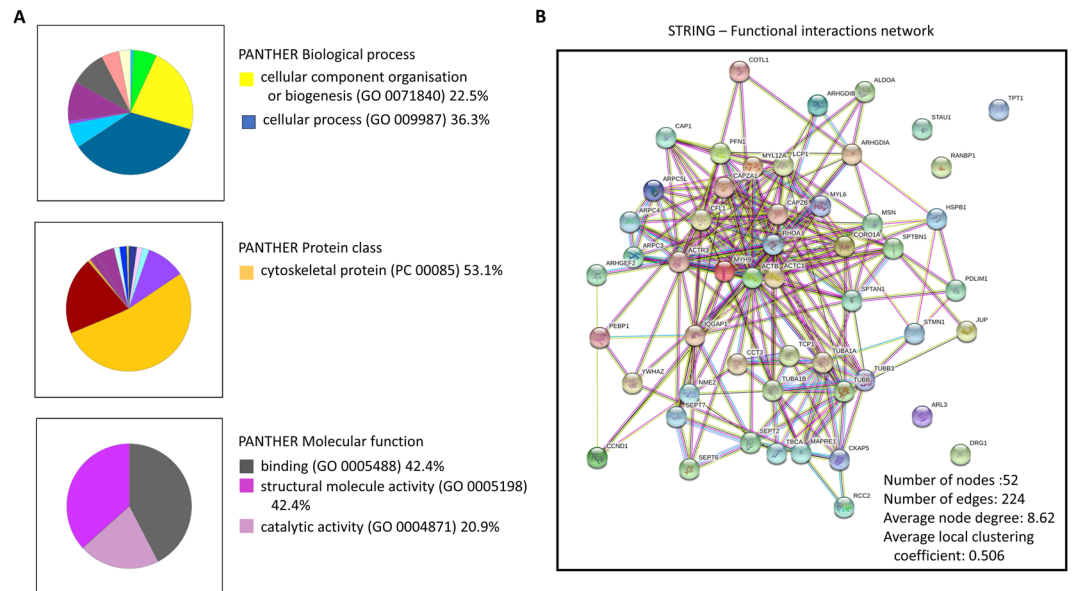 A
PANTHER Biological process
cellular component organisation
or biogenesis (GO 0071840) 22.5%
cellular process (GO 009987) 36.3%
PANTHER Protein class
cytoskeletal protein (PC 00085) 53.1%
PANTHER Molecular function
binding (GO 0005488) 42.4%
structural molecule activity (GO 0005198)
42.4%
catalytic activity (GO 0004871) 20.9%
B
STRING – Functional interactions network
COTL1
ALDOA
ARHGDIB
TPT1
STAU1
CAP1
PFN1
ARHGDIA
MYL12A
LCP1
RANBP1
CAPZA1
ARPC5L
MYL6
CAPZB
ARPC4
CFL1
MSN
HSPB1
RHOA
CORO1A
SPTBN1
ARPC3
ACTR3
ARHGEF2
MYH9
ACTB
ACTC1
PDLIM1
SPTAN1
PEBP1
IQGAP1
STMN1
JUP
TCP1
CCT3
TUBA1A
YWHAZ
TUBB3
NME2
TUBA1B
TUBB
SEPT7
ARL3
SEPT2
TBCA
MAPRE1
CKAP5
CCND1
SEPT6
DRG1
RCC2
Number of nodes :52
Number of edges: 224
Average node degree: 8.62
Average local clustering
coefficient: 0.506